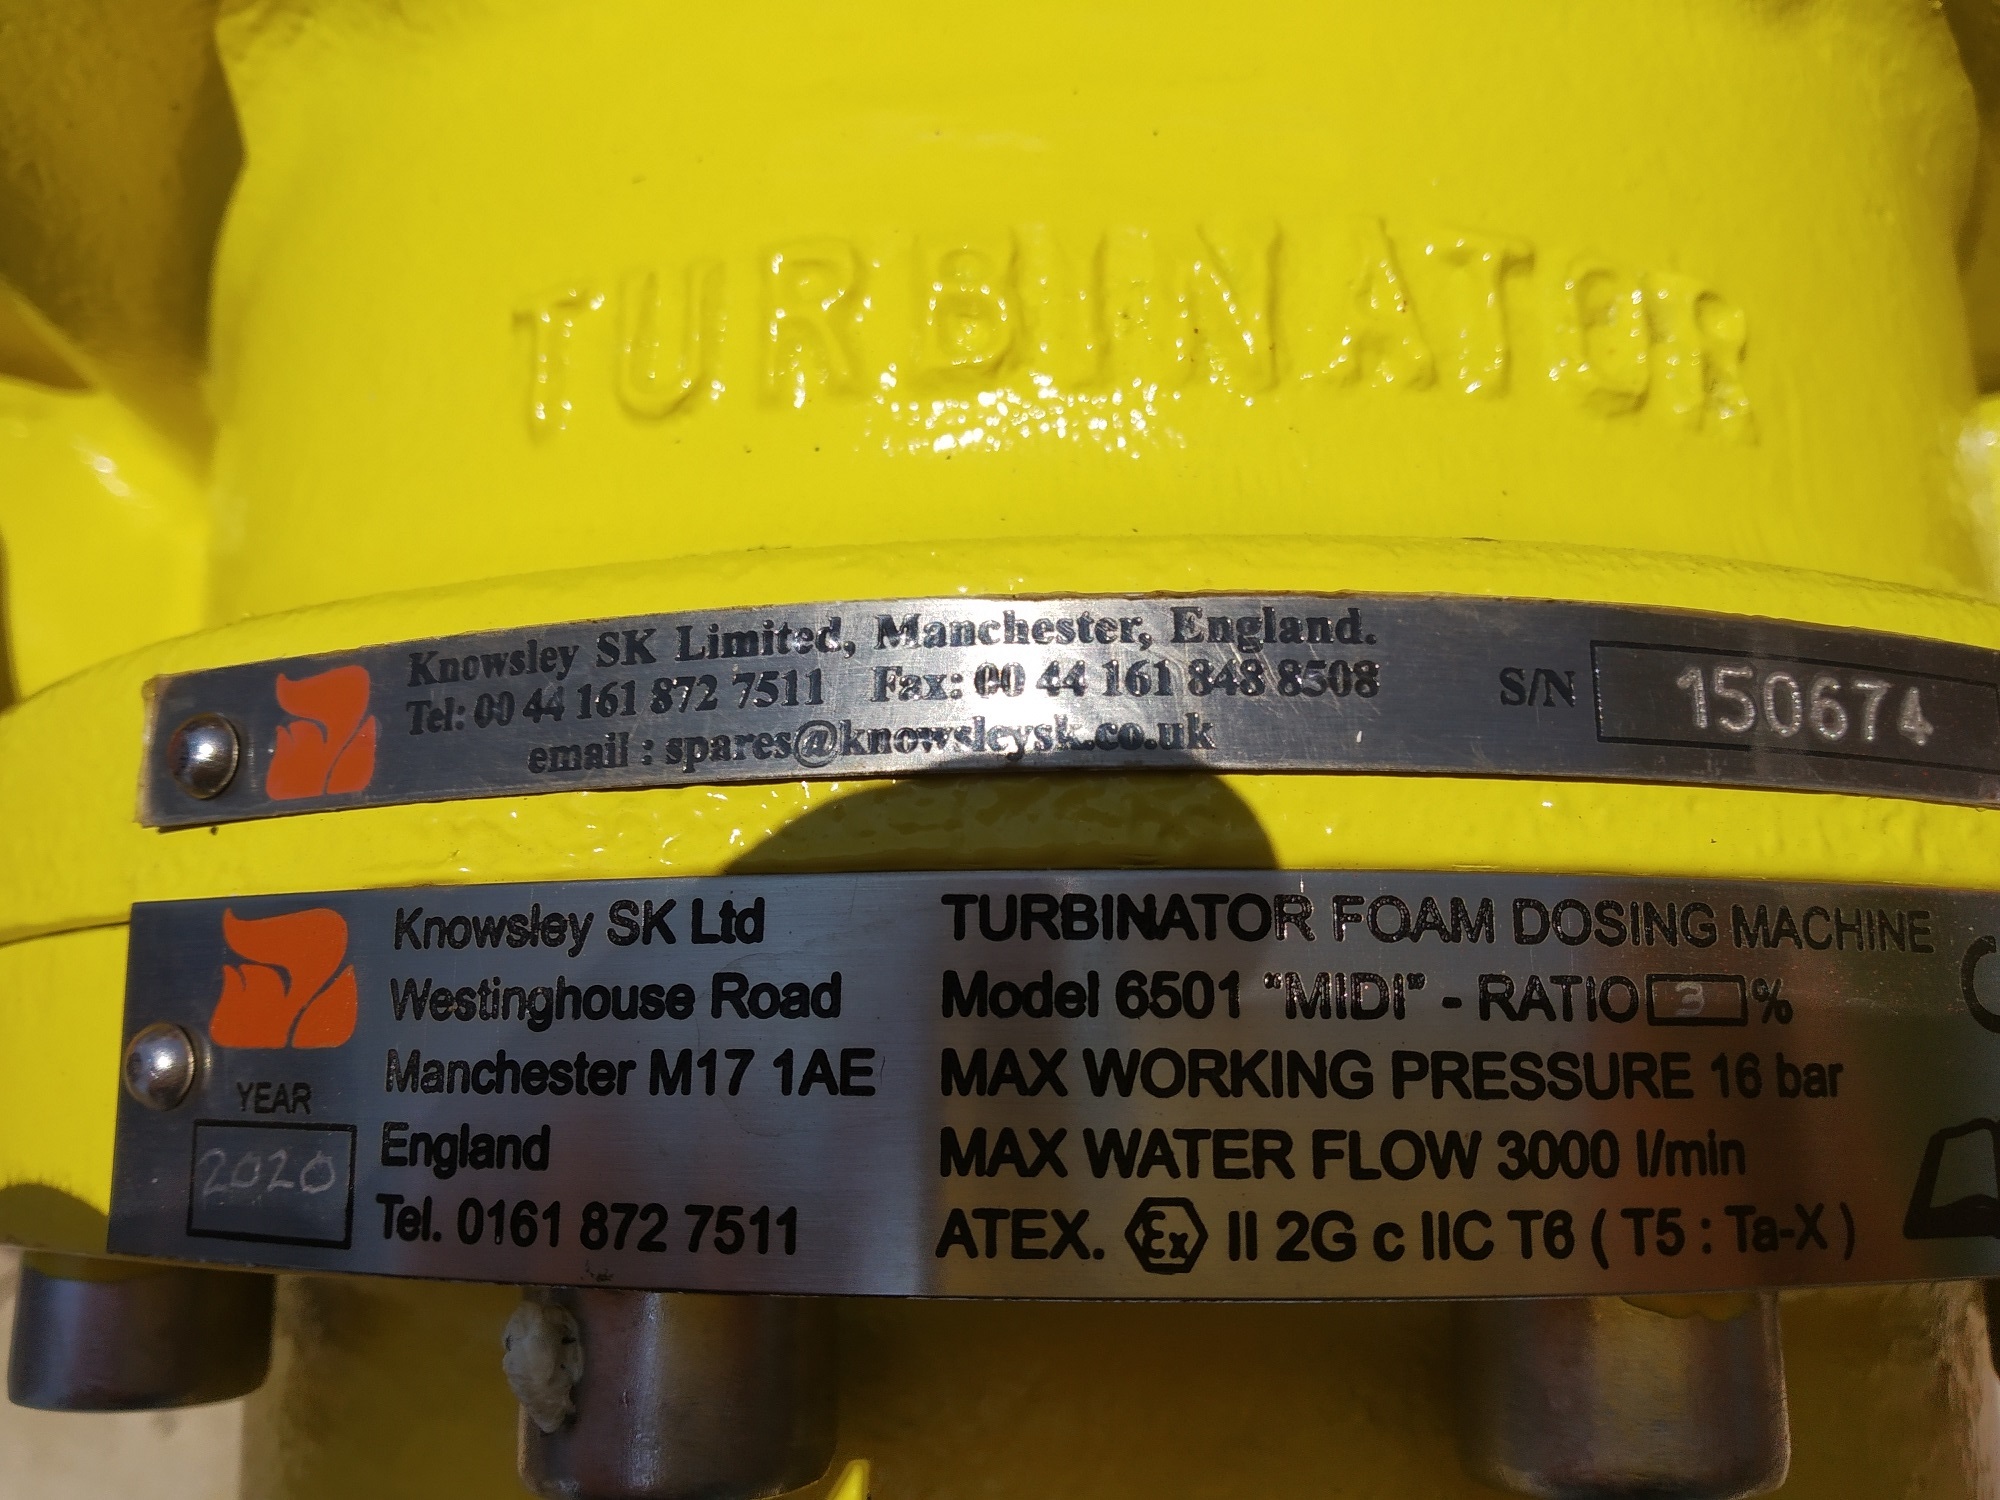 TURBINATOR
Knowsley SK Limited, Manchester, England.
Tel: 00 44 161 872 7511 Fax: 00 44 161 848 8508
email : spares@knowsleysk.co.uk
S/N 150674
Knowsley SK Ltd
Westinghouse Road
Manchester M17 1AE
England
Tel. 0161 872 7511
YEAR
2020
TURBINATOR FOAM DOSING MACHINE
Model 6501 "MIDI" - RATIO 3 %
MAX WORKING PRESSURE 16 bar
MAX WATER FLOW 3000 l/min
ATEX. Ex II 2G c IIC T6 ( T5 : Ta-X )